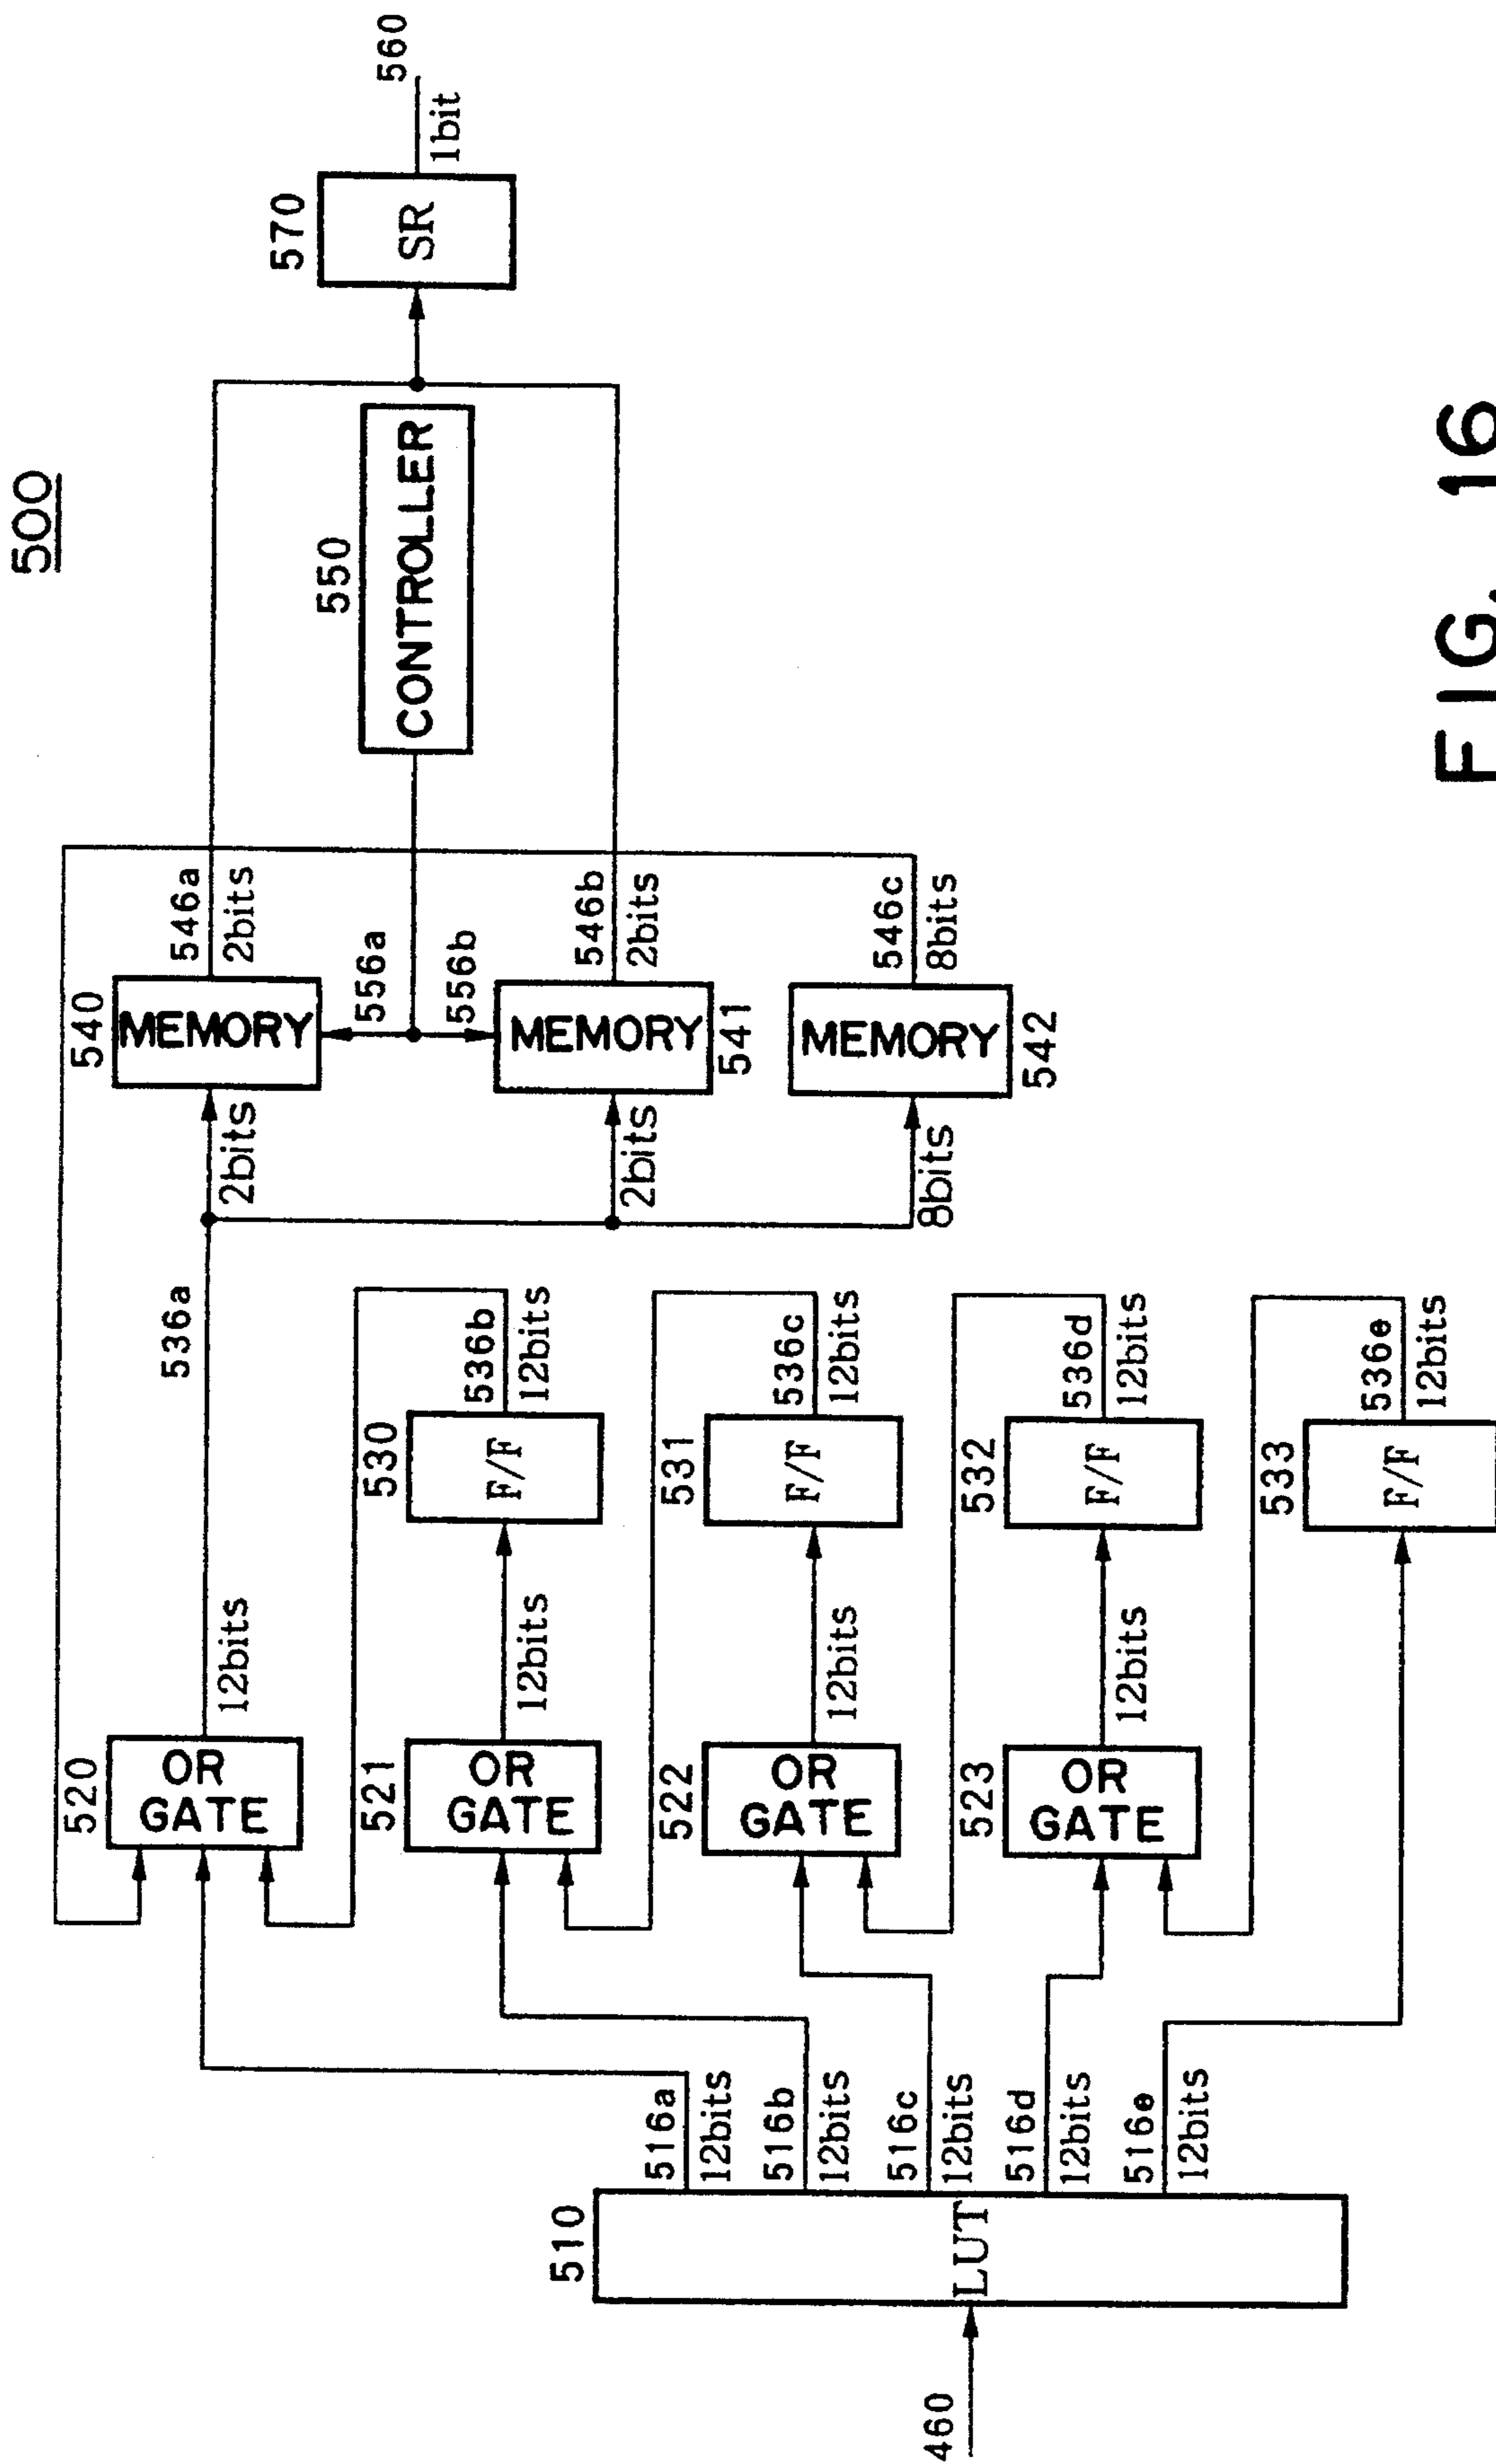 500
520
OR
GATE
12bits
536a
540
MEMORY
2bits
546a
2bits
556a
550
CONTROLLER
570
SR
560
1bit
521
OR
GATE
12bits
530
F/F
536b
12bits
2bits
541
MEMORY
556b
546b
2bits
522
OR
GATE
12bits
531
F/F
536c
12bits
8bits
542
MEMORY
546c
8bits
523
OR
GATE
12bits
532
F/F
536d
12bits
533
F/F
536e
12bits
460
510
LUT
516a
12bits
516b
12bits
516c
12bits
516d
12bits
516e
12bits
FIG. 16